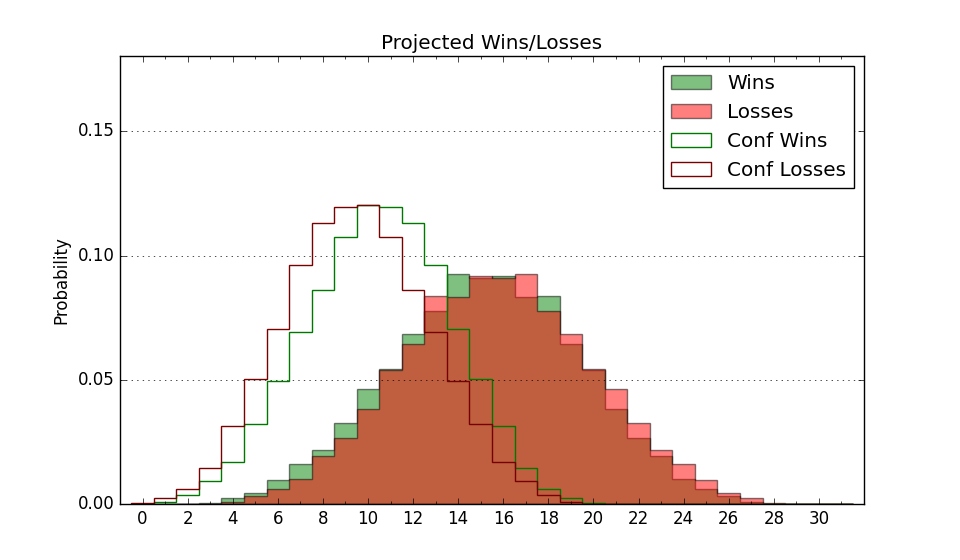 Projected Wins/Losses
Wins
Losses
Conf Wins
Conf Losses
Probability
0.15
0.10
0.05
0.00
0 2 4 6 8 10 12 14 16 18 20 22 24 26 28 30